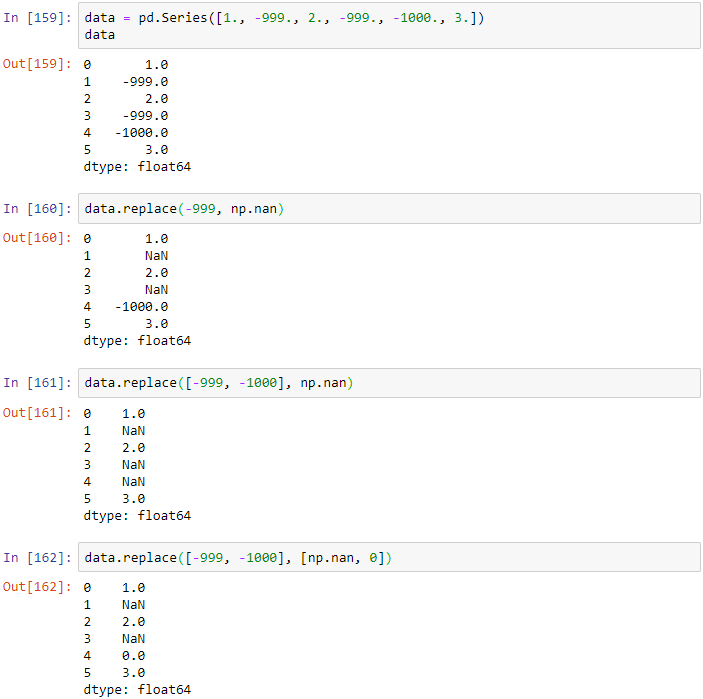 In [159]: data = pd.Series([1., -999., 2., -999., -1000., 3.])
data
Out[159]: 0       1.0
1    -999.0
2       2.0
3    -999.0
4   -1000.0
5       3.0
dtype: float64
In [160]: data.replace(-999, np.nan)
Out[160]: 0       1.0
1       NaN
2       2.0
3       NaN
4   -1000.0
5       3.0
dtype: float64
In [161]: data.replace([-999, -1000], np.nan)
Out[161]: 0    1.0
1    NaN
2    2.0
3    NaN
4    NaN
5    3.0
dtype: float64
In [162]: data.replace([-999, -1000], [np.nan, 0])
Out[162]: 0    1.0
1    NaN
2    2.0
3    NaN
4    0.0
5    3.0
dtype: float64